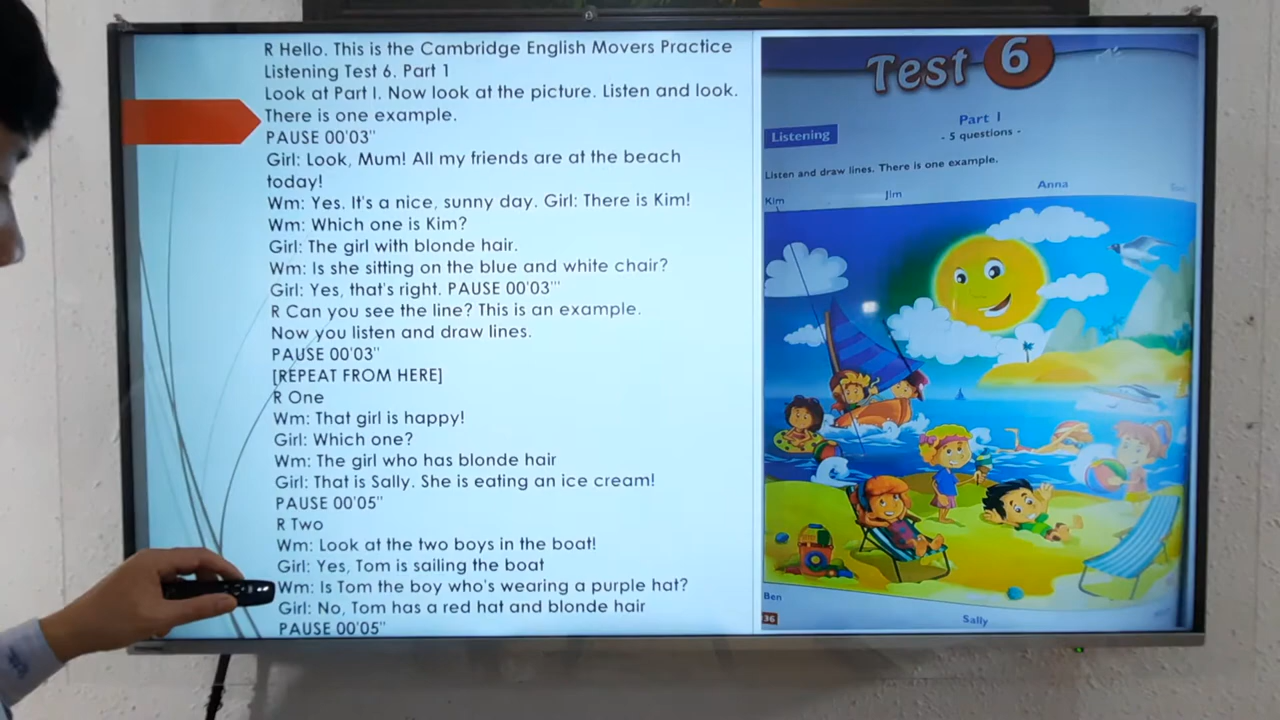 R Hello. This is the Cambridge English Movers Practice
Listening Test 6. Part 1
Look at Part I. Now look at the picture. Listen and look.
There is one example.
PAUSE 00'03"
Girl: Look, Mum! All my friends are at the beach
today!
Wm: Yes. It's a nice, sunny day. Girl: There is Kim!
Wm: Which one is Kim?
Girl: The girl with blonde hair.
Wm: Is she sitting on the blue and white chair?
Girl: Yes, that's right. PAUSE 00'03'"
R Can you see the line? This is an example.
Now you listen and draw lines.
PAUSE 00'03"
[REPEAT FROM HERE]
R One
Wm: That girl is happy!
Girl: Which one?
Wm: The girl who has blonde hair
Girl: That is Sally. She is eating an ice cream!
PAUSE 00'05"
R Two
Wm: Look at the two boys in the boat!
Girl: Yes, Tom is sailing the boat
Wm: Is Tom the boy who's wearing a purple hat?
Girl: No, Tom has a red hat and blonde hair
PAUSE 00'05"
Test 6
Part I
Listening
- 5 questions -
Listen and draw lines. There is one example.
Kim Jim Anna
Ben Sally
36